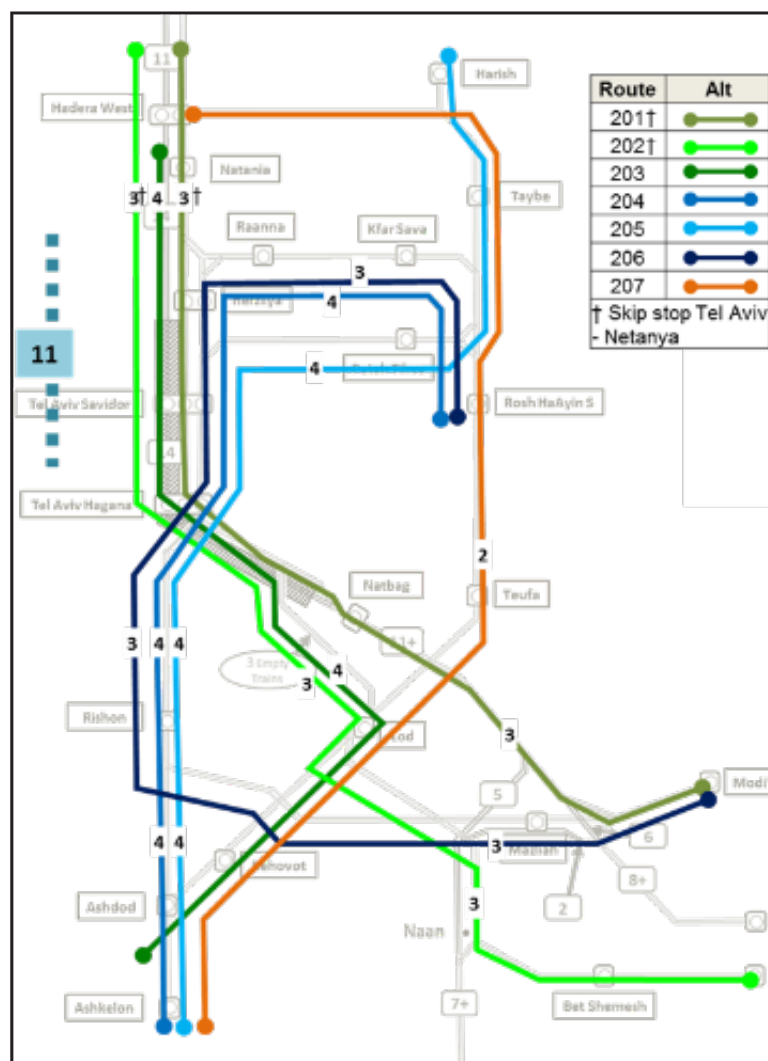 11
Harish
Hadera West
Route Alt
201†
202†
203
204
205
206
207
† Skip stop Tel Aviv
- Netanya
Natania
3† 4 3†
Taybe
Raanna
Kfar Sava
3
4
Herzliya
11
4
Tel Aviv Savidor
Rosh HaAyin S
14
Tel Aviv Hagana
2
Natbag
Teufa
11+
3 4 4
3 Empty
Trains
4
3
Rishon
Lod
3
Modi'
5
6
3
Mazliah
4 4
Rehovot
8+
Ashdod
3
2
Naan
Ashkelon
7+
Bet Shemesh